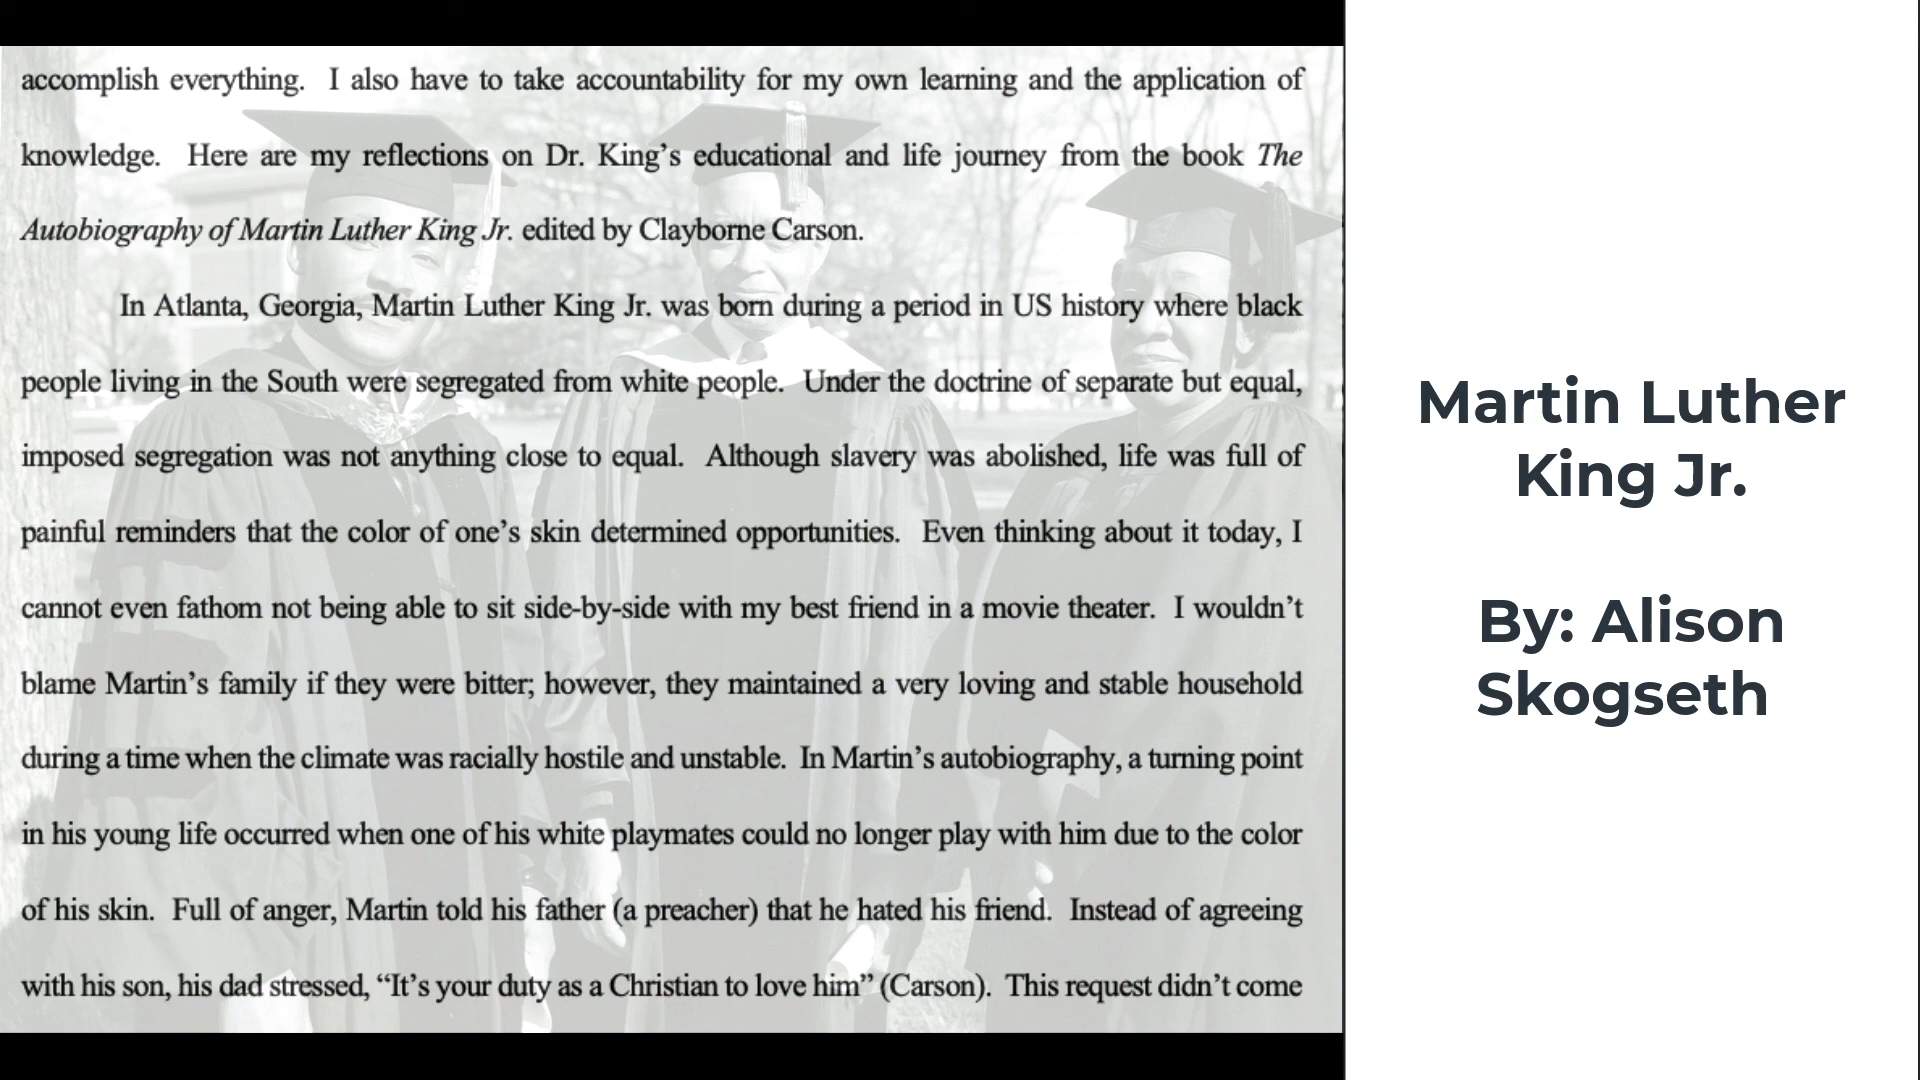 accomplish everything.  I also have to take accountability for my own learning and the application of
knowledge.  Here are my reflections on Dr. King’s educational and life journey from the book The
Autobiography of Martin Luther King Jr. edited by Clayborne Carson.
In Atlanta, Georgia, Martin Luther King Jr. was born during a period in US history where black
people living in the South were segregated from white people.  Under the doctrine of separate but equal,
imposed segregation was not anything close to equal.  Although slavery was abolished, life was full of
painful reminders that the color of one’s skin determined opportunities.  Even thinking about it today, I
cannot even fathom not being able to sit side-by-side with my best friend in a movie theater.  I wouldn’t
blame Martin’s family if they were bitter; however, they maintained a very loving and stable household
during a time when the climate was racially hostile and unstable.  In Martin’s autobiography, a turning point
in his young life occurred when one of his white playmates could no longer play with him due to the color
of his skin.  Full of anger, Martin told his father (a preacher) that he hated his friend.  Instead of agreeing
with his son, his dad stressed, “It’s your duty as a Christian to love him” (Carson).  This request didn’t come
Martin Luther
King Jr.
By: Alison
Skogseth